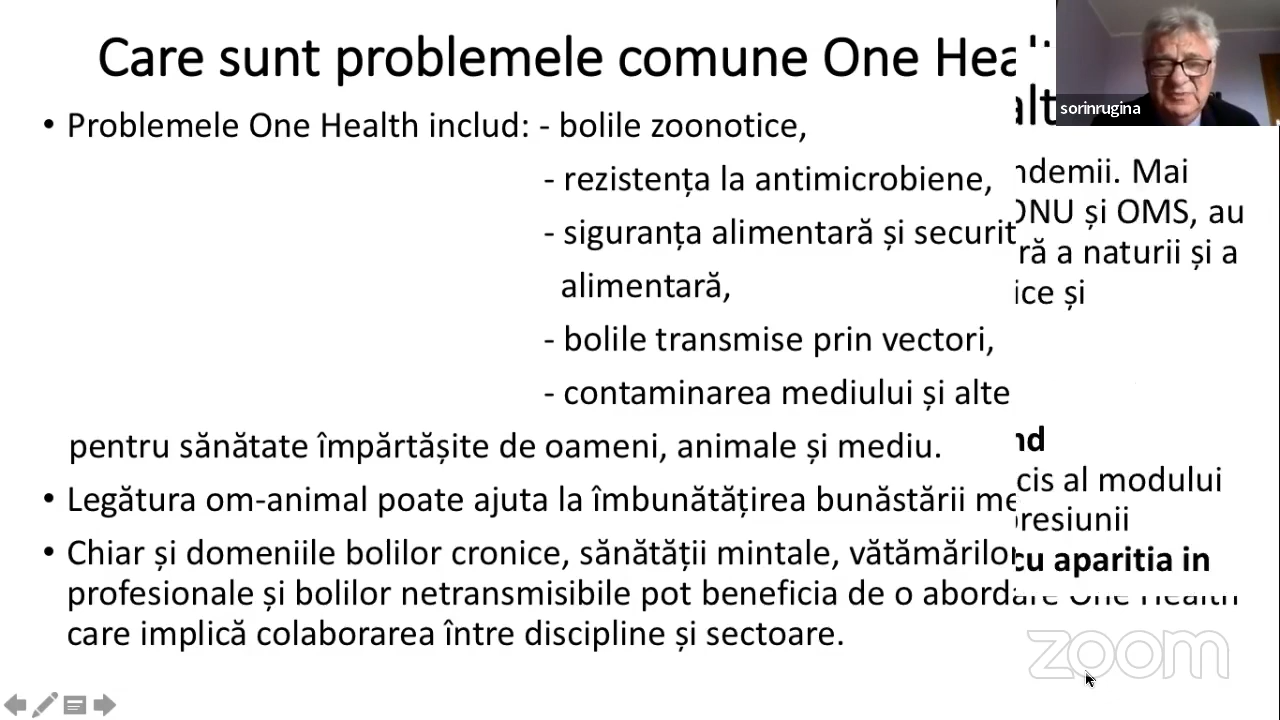 Care sunt problemele comune One Hea
sorinrugina
• Problemele One Health includ: - bolile zoonotice,
- rezistența la antimicrobiene,
- siguranța alimentară și securit
alimentară,
- bolile transmise prin vectori,
- contaminarea mediului și alte
pentru sănătate împărtășite de oameni, animale și mediu.
• Legătura om-animal poate ajuta la îmbunătățirea bunăstării me
• Chiar și domeniile bolilor cronice, sănătății mintale, vătămărilor
profesionale și bolilor netransmisibile pot beneficia de o abordare One Health
care implică colaborarea între discipline și sectoare.
ndemii. Mai
ONU și OMS, au
ră a naturii și a
ice și
nd
cis al modului
presiunii
cu aparitia in
zoom